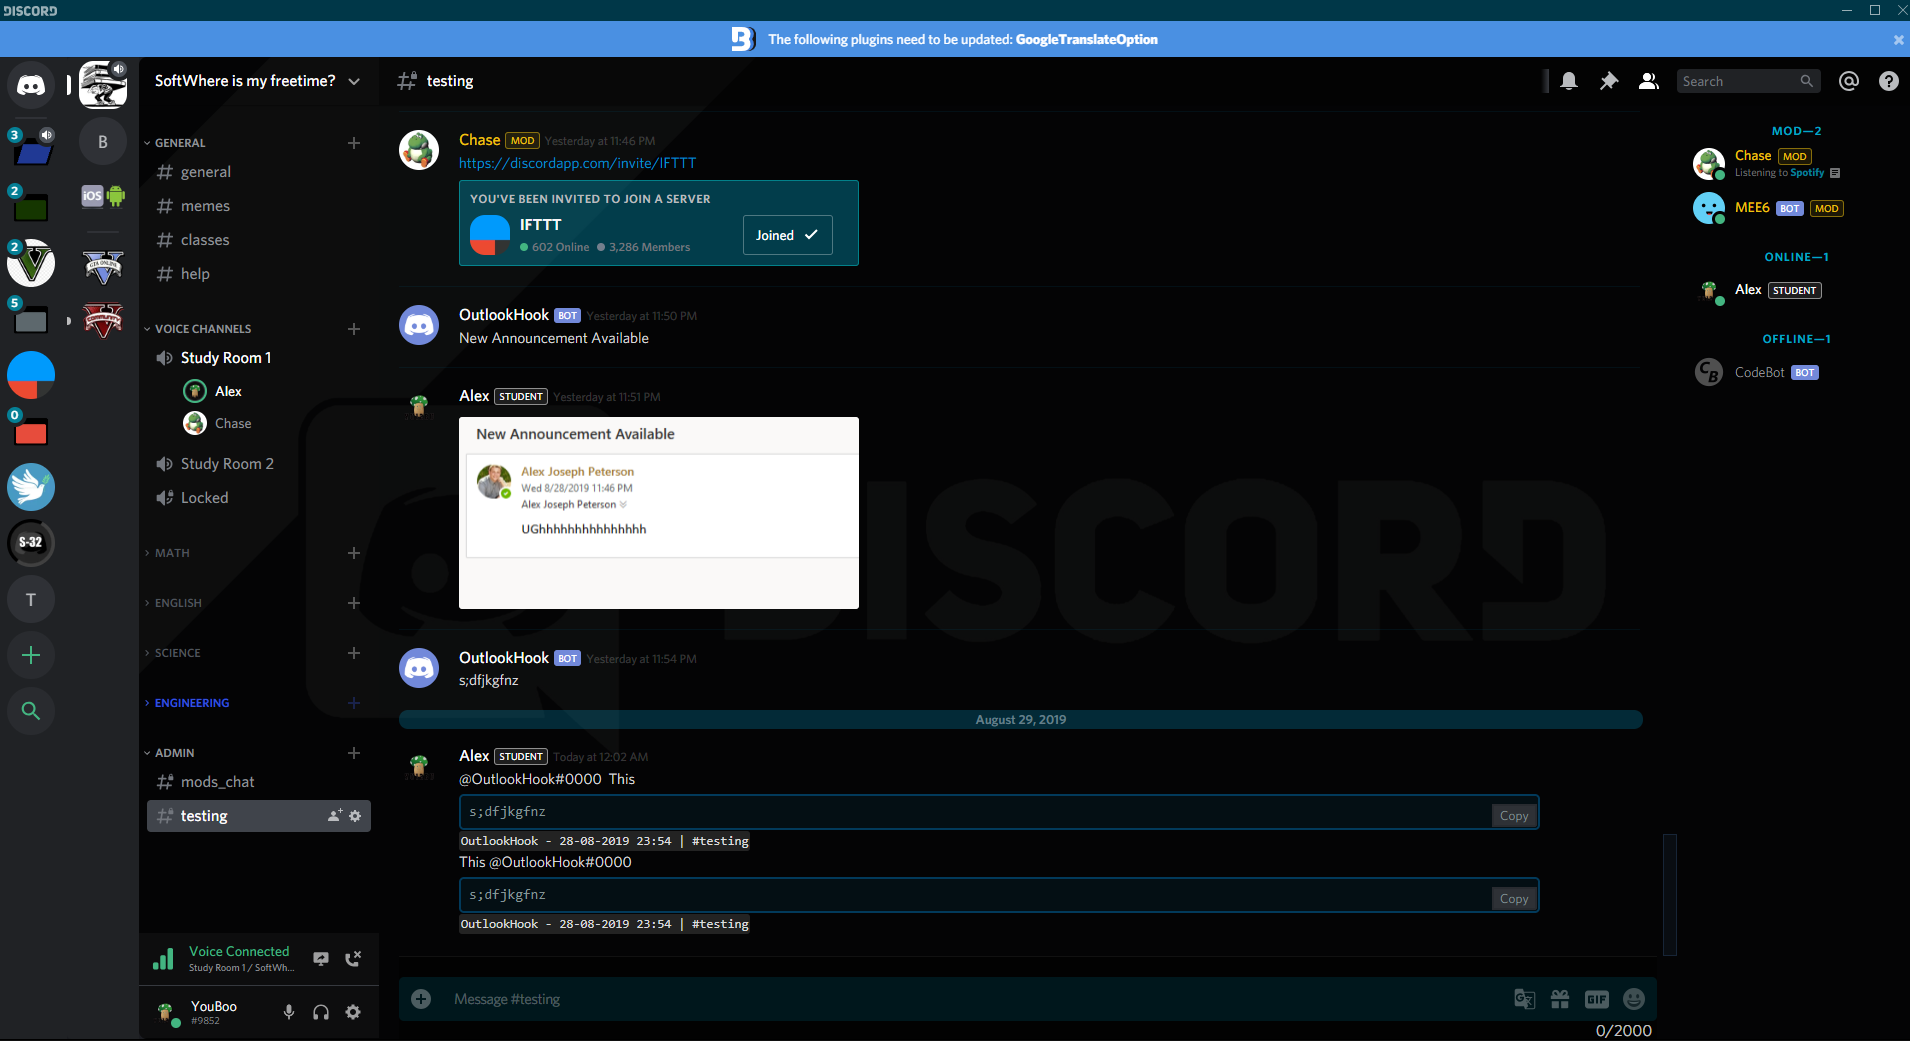 DISCORD
The following plugins need to be updated: GoogleTranslateOption
SoftWhere is my freetime?
testing
Search
3
2
2
5
0
S-32
T
B
iOS
GTA ONLINE
GENERAL
general
memes
classes
help
VOICE CHANNELS
Study Room 1
Alex
Chase
Study Room 2
Locked
MATH
ENGLISH
SCIENCE
ENGINEERING
ADMIN
mods_chat
testing
Voice Connected
Study Room 1 / SoftWh...
YouBoo
#9852
Chase MOD Yesterday at 11:46 PM
https://discordapp.com/invite/IFTTT
YOU'VE BEEN INVITED TO JOIN A SERVER
IFTTT
602 Online 3,286 Members
Joined
OutlookHook BOT Yesterday at 11:50 PM
New Announcement Available
Alex STUDENT Yesterday at 11:51 PM
New Announcement Available
Alex Joseph Peterson
Wed 8/28/2019 11:46 PM
Alex Joseph Peterson
UGhhhhhhhhhhhhhhh
DISCORD
OutlookHook BOT Yesterday at 11:54 PM
s;dfjkgfnz
August 29, 2019
Alex STUDENT Today at 12:02 AM
@OutlookHook#0000 This
s;dfjkgfnz
Copy
OutlookHook - 28-08-2019 23:54 | #testing
This @OutlookHook#0000
s;dfjkgfnz
Copy
OutlookHook - 28-08-2019 23:54 | #testing
Message #testing
GIF
0/2000
MOD—2
Chase MOD
Listening to Spotify
MEE6 BOT MOD
ONLINE—1
Alex STUDENT
OFFLINE—1
CodeBot BOT